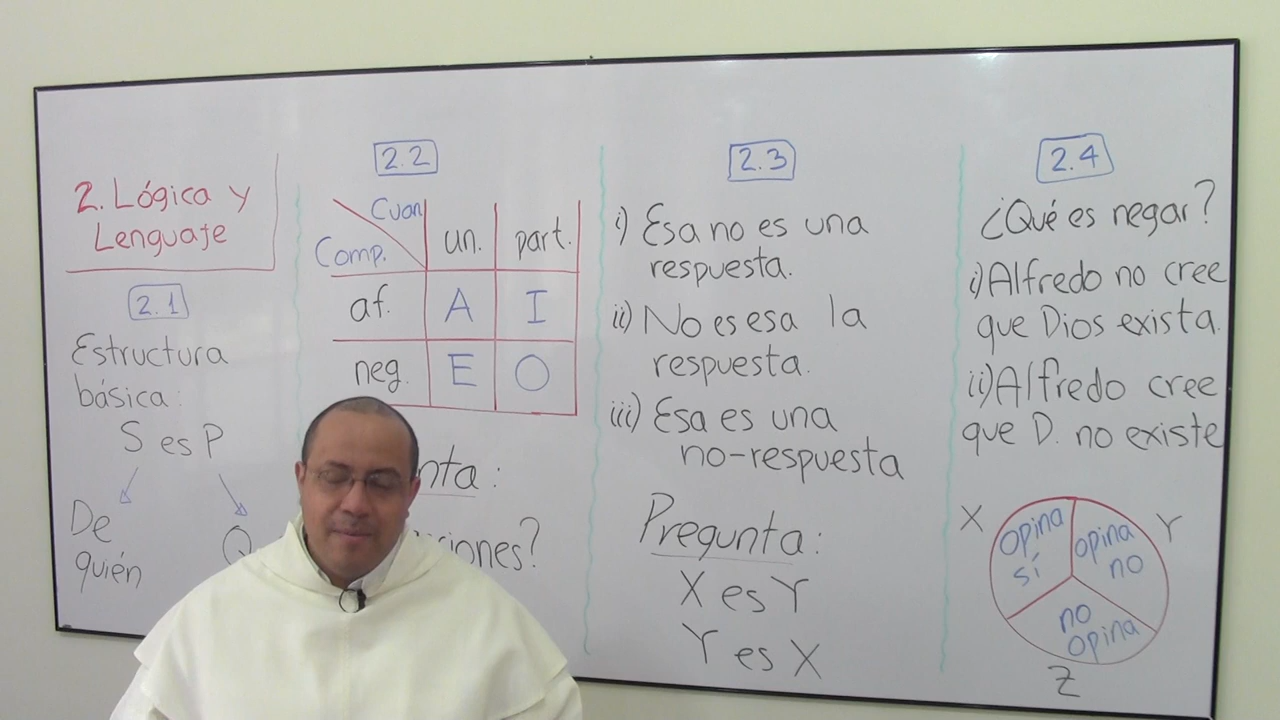 2. Lógica y
Lenguaje
2.1
Estructura
básica:
S es P
De
quién
2.2
Cuan
Comp.
un. part.
af. A I
neg. E O
2.3
i) Esa no es una
respuesta.
ii) No es esa la
respuesta.
iii) Esa es una
no-respuesta
Pregunta:
X es Y
Y es X
2.4
¿Qué es negar?
i) Alfredo no cree
que Dios exista.
ii) Alfredo cree
que D. no existe
X
opina
sí
Y
opina
no
no
opina
Z